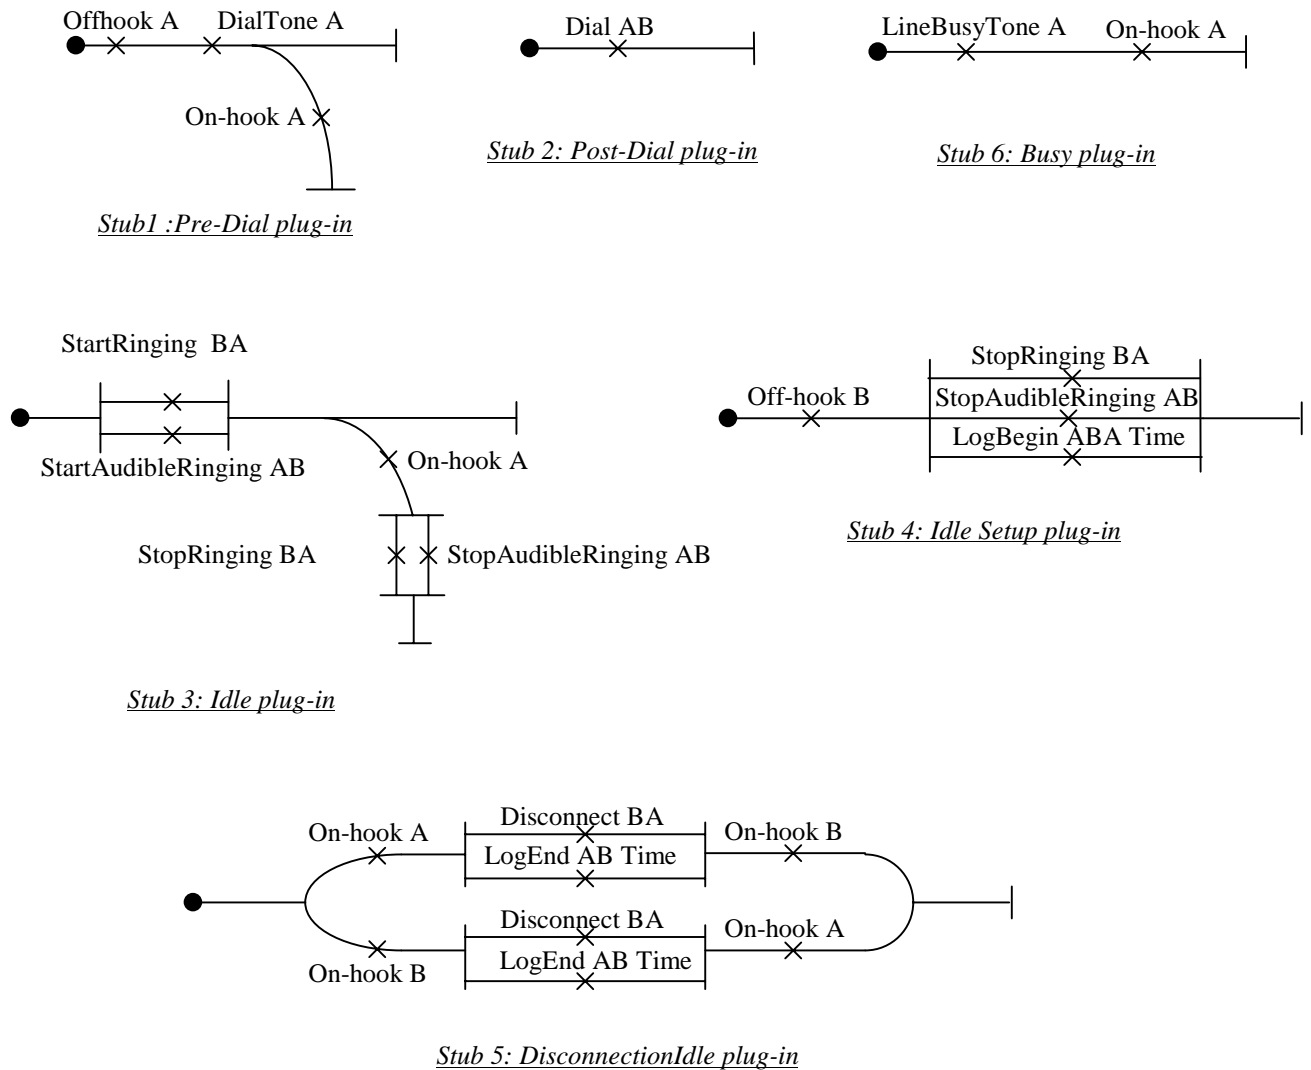 Offhook A
DialTone A
On-hook A
Stub1 :Pre-Dial plug-in
Dial AB
Stub 2: Post-Dial plug-in
LineBusyTone A
On-hook A
Stub 6: Busy plug-in
StartRinging BA
StartAudibleRinging AB
On-hook A
StopRinging BA
StopAudibleRinging AB
Stub 3: Idle plug-in
Off-hook B
StopRinging BA
StopAudibleRinging AB
LogBegin ABA Time
Stub 4: Idle Setup plug-in
On-hook A
Disconnect BA
LogEnd AB Time
On-hook B
On-hook B
Disconnect BA
LogEnd AB Time
On-hook A
Stub 5: DisconnectionIdle plug-in